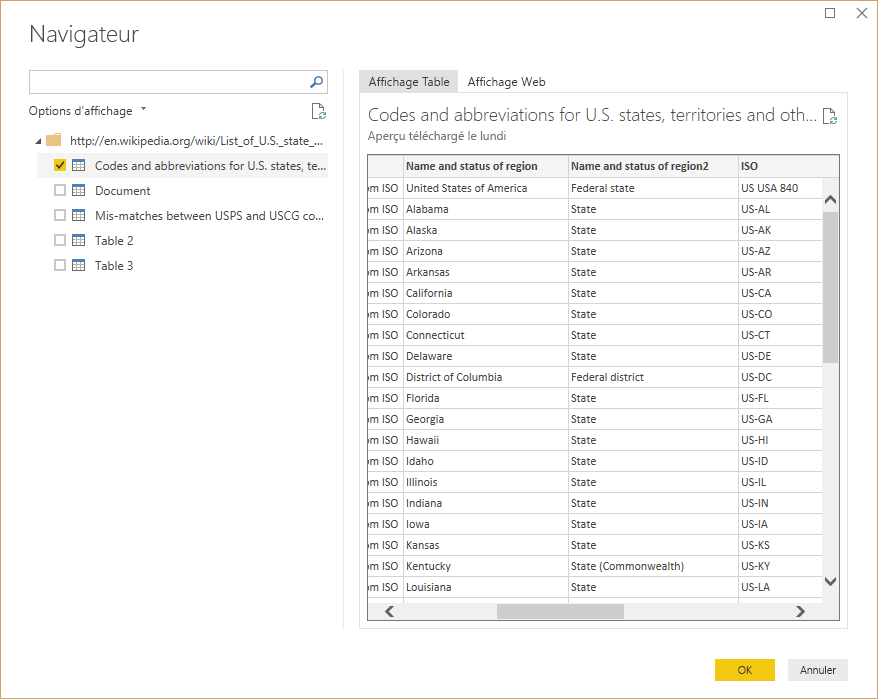 Navigateur
Options d'affichage
http://en.wikipedia.org/wiki/List_of_U.S._state_...
Codes and abbreviations for U.S. states, te...
Document
Mis-matches between USPS and USCG co...
Table 2
Table 3
Affichage Table Affichage Web
Codes and abbreviations for U.S. states, territories and oth...
Aperçu téléchargé le lundi
Name and status of region Name and status of region2 ISO
om ISO United States of America Federal state US USA 840
om ISO Alabama State US-AL
om ISO Alaska State US-AK
om ISO Arizona State US-AZ
om ISO Arkansas State US-AR
om ISO California State US-CA
om ISO Colorado State US-CO
om ISO Connecticut State US-CT
om ISO Delaware State US-DE
om ISO District of Columbia Federal district US-DC
om ISO Florida State US-FL
om ISO Georgia State US-GA
om ISO Hawaii State US-HI
om ISO Idaho State US-ID
om ISO Illinois State US-IL
om ISO Indiana State US-IN
om ISO Iowa State US-IA
om ISO Kansas State US-KS
om ISO Kentucky State (Commonwealth) US-KY
om ISO Louisiana State US-LA
OK Annuler